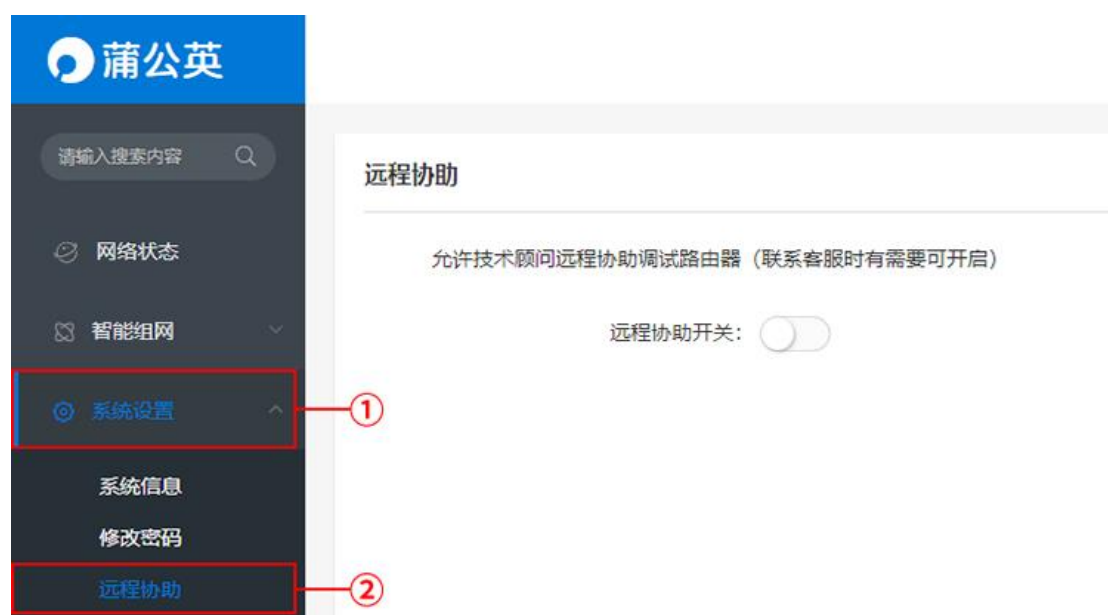 蒲公英
请输入搜索内容
网络状态
智能组网
系统设置
系统信息
修改密码
远程协助
远程协助
允许技术顾问远程协助调试路由器（联系客服时有需要可开启）
远程协助开关：
①
②